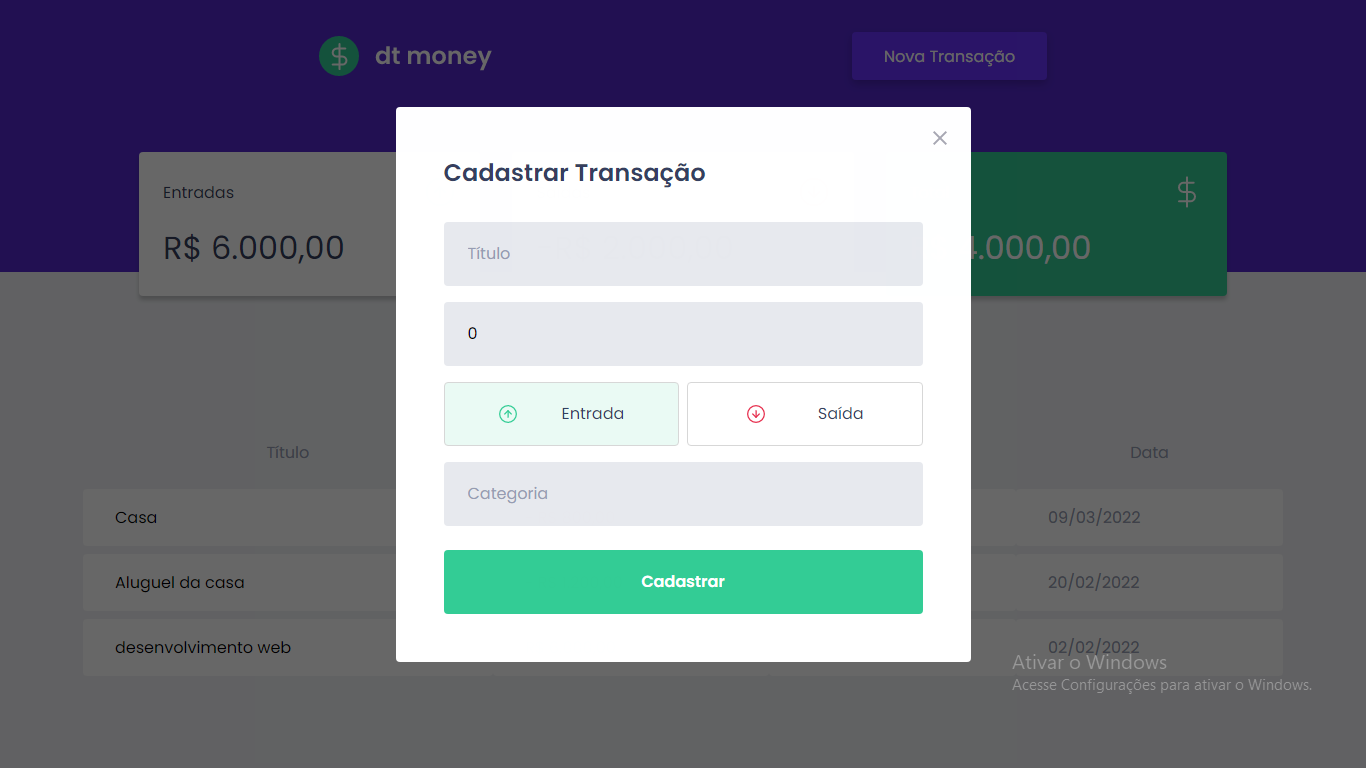 $ dt money
Nova Transação
Cadastrar Transação
Entradas
$
R$ 6.000,00
.000,00
Título
0
Entrada
Saída
Categoria
Cadastrar
Título
Data
Casa
09/03/2022
Aluguel da casa
20/02/2022
desenvolvimento web
02/02/2022
Ativar o Windows
Acesse Configurações para ativar o Windows.